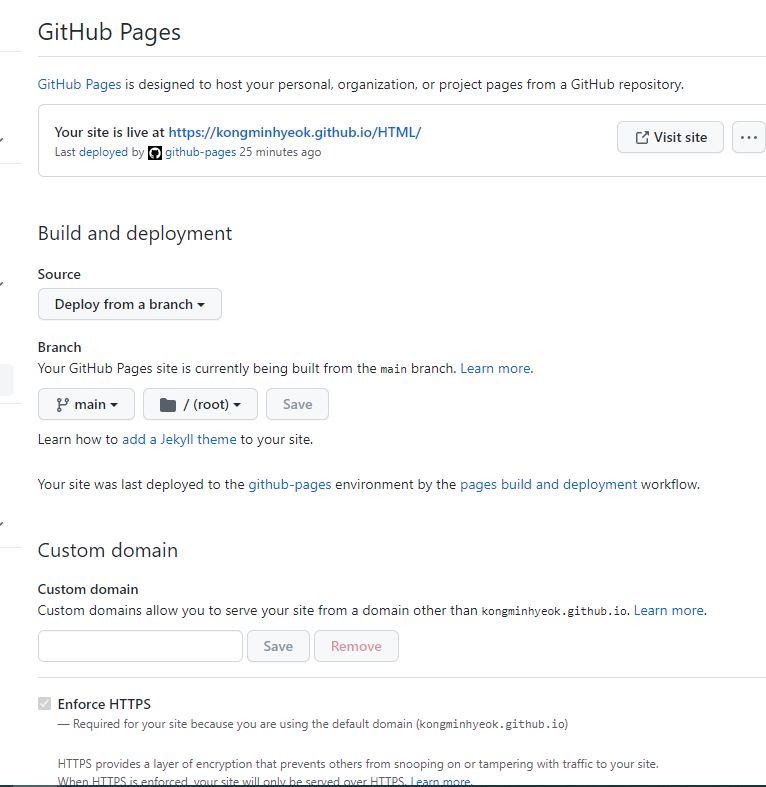 GitHub Pages
GitHub Pages is designed to host your personal, organization, or project pages from a GitHub repository.
Your site is live at https://kongminhyeok.github.io/HTML/
Last deployed by github-pages 25 minutes ago
Visit site
...
Build and deployment
Source
Deploy from a branch
Branch
Your GitHub Pages site is currently being built from the main branch. Learn more.
main
/ (root)
Save
Learn how to add a Jekyll theme to your site.
Your site was last deployed to the github-pages environment by the pages build and deployment workflow.
Custom domain
Custom domain
Custom domains allow you to serve your site from a domain other than kongminhyeok.github.io. Learn more.
Save
Remove
Enforce HTTPS
— Required for your site because you are using the default domain (kongminhyeok.github.io)
HTTPS provides a layer of encryption that prevents others from snooping on or tampering with traffic to your site.
When HTTPS is enforced, your site will only be served over HTTPS. Learn more.